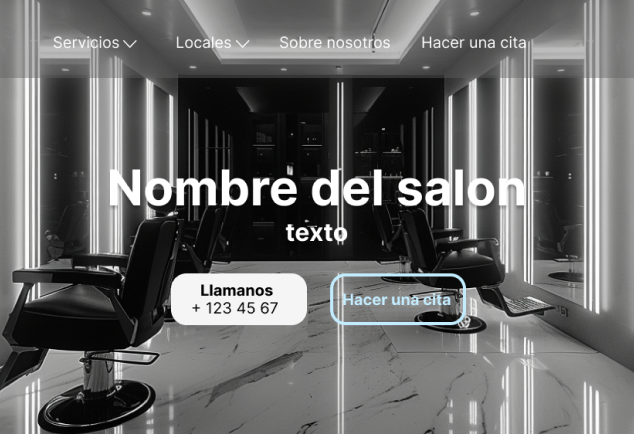 Servicios
Locales
Sobre nosotros
Hacer una cita
Nombre del salon
texto
Llamanos
+ 123 45 67
Hacer una cita